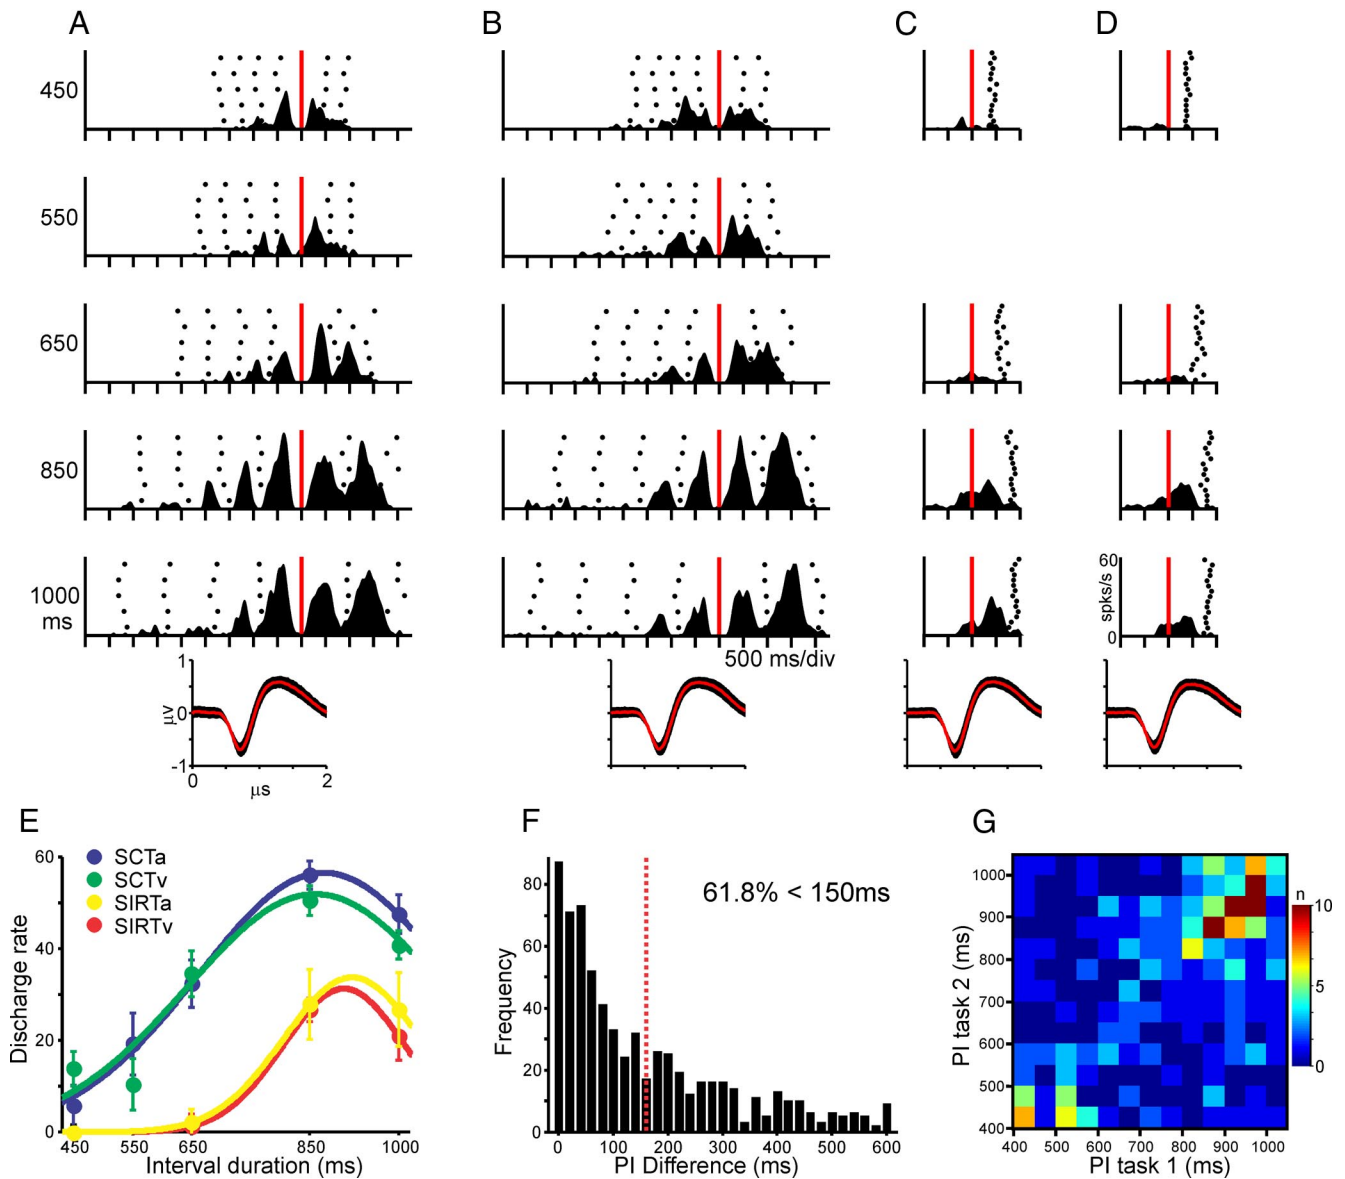 A B C D
450
550
650
850
1000
ms
60
spks/s
0
500 ms/div
1
0
-1
μv
0 2
μs
E F G
60
40
20
0
Discharge rate
SCTa
SCTv
SIRTa
SIRTv
450 550 650 850 1000
Interval duration (ms)
80
60
40
20
0
Frequency
61.8% < 150ms
0 100 200 300 400 500 600
PI Difference (ms)
1000
900
800
700
600
500
400
PI task 2 (ms)
400 500 600 700 800 900 1000
PI task 1 (ms)
n
10
5
0